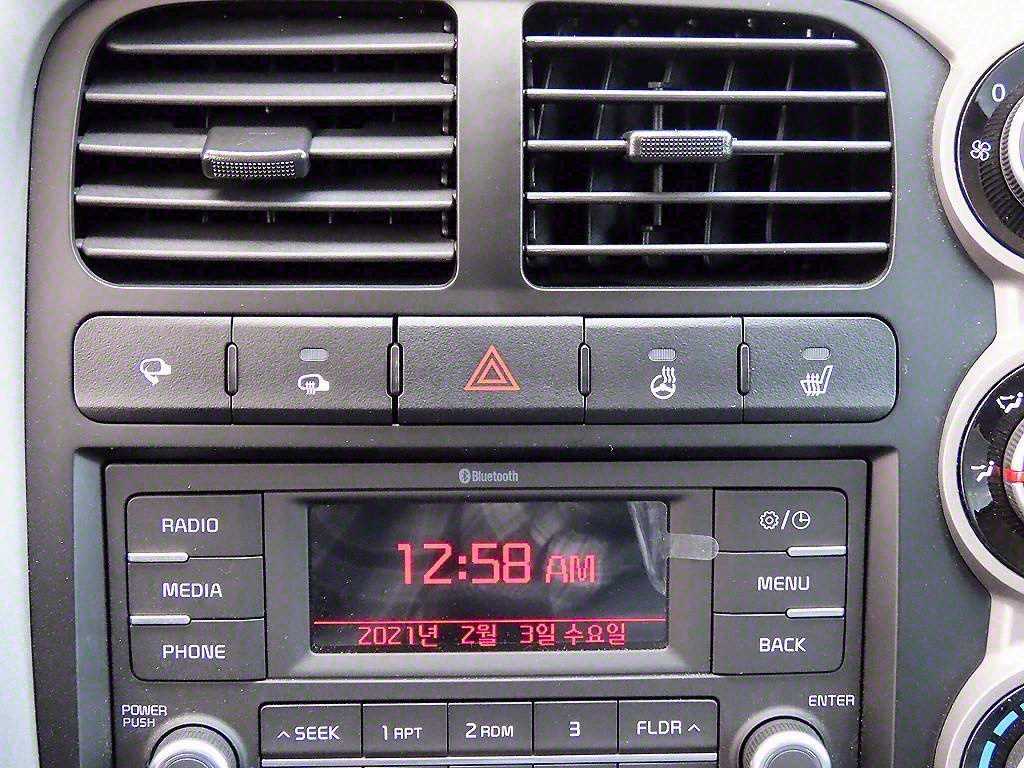 0
Bluetooth
RADIO
MEDIA
PHONE
12:58 AM
2021년 2월 3일 수요일
MENU
BACK
POWER
PUSH
ENTER
SEEK
1 RPT
2 RDM
3
FLDR